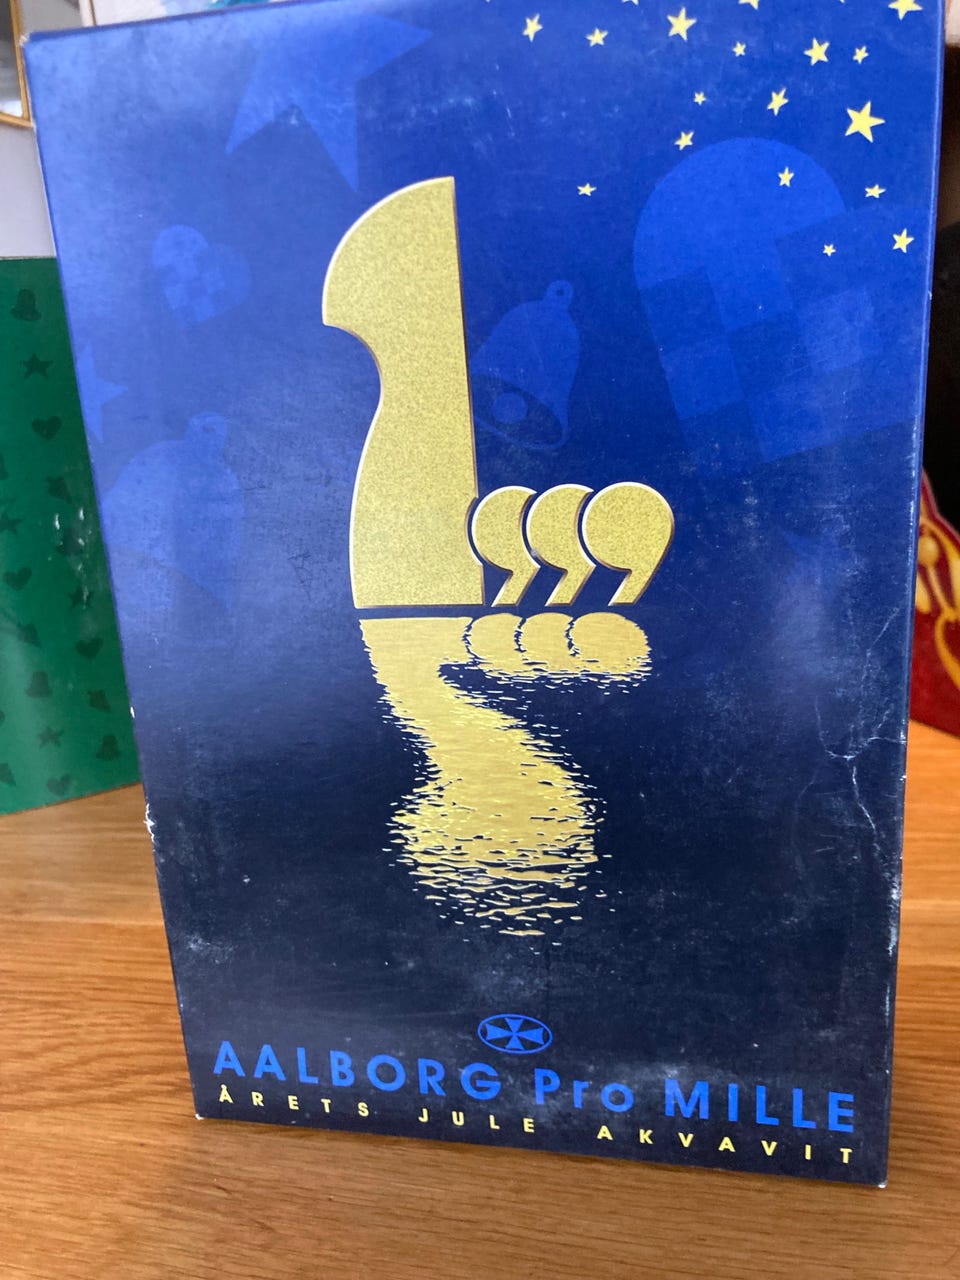 1999
AALBORG Pro MILLE
ÅRETS JULE AKVAVIT